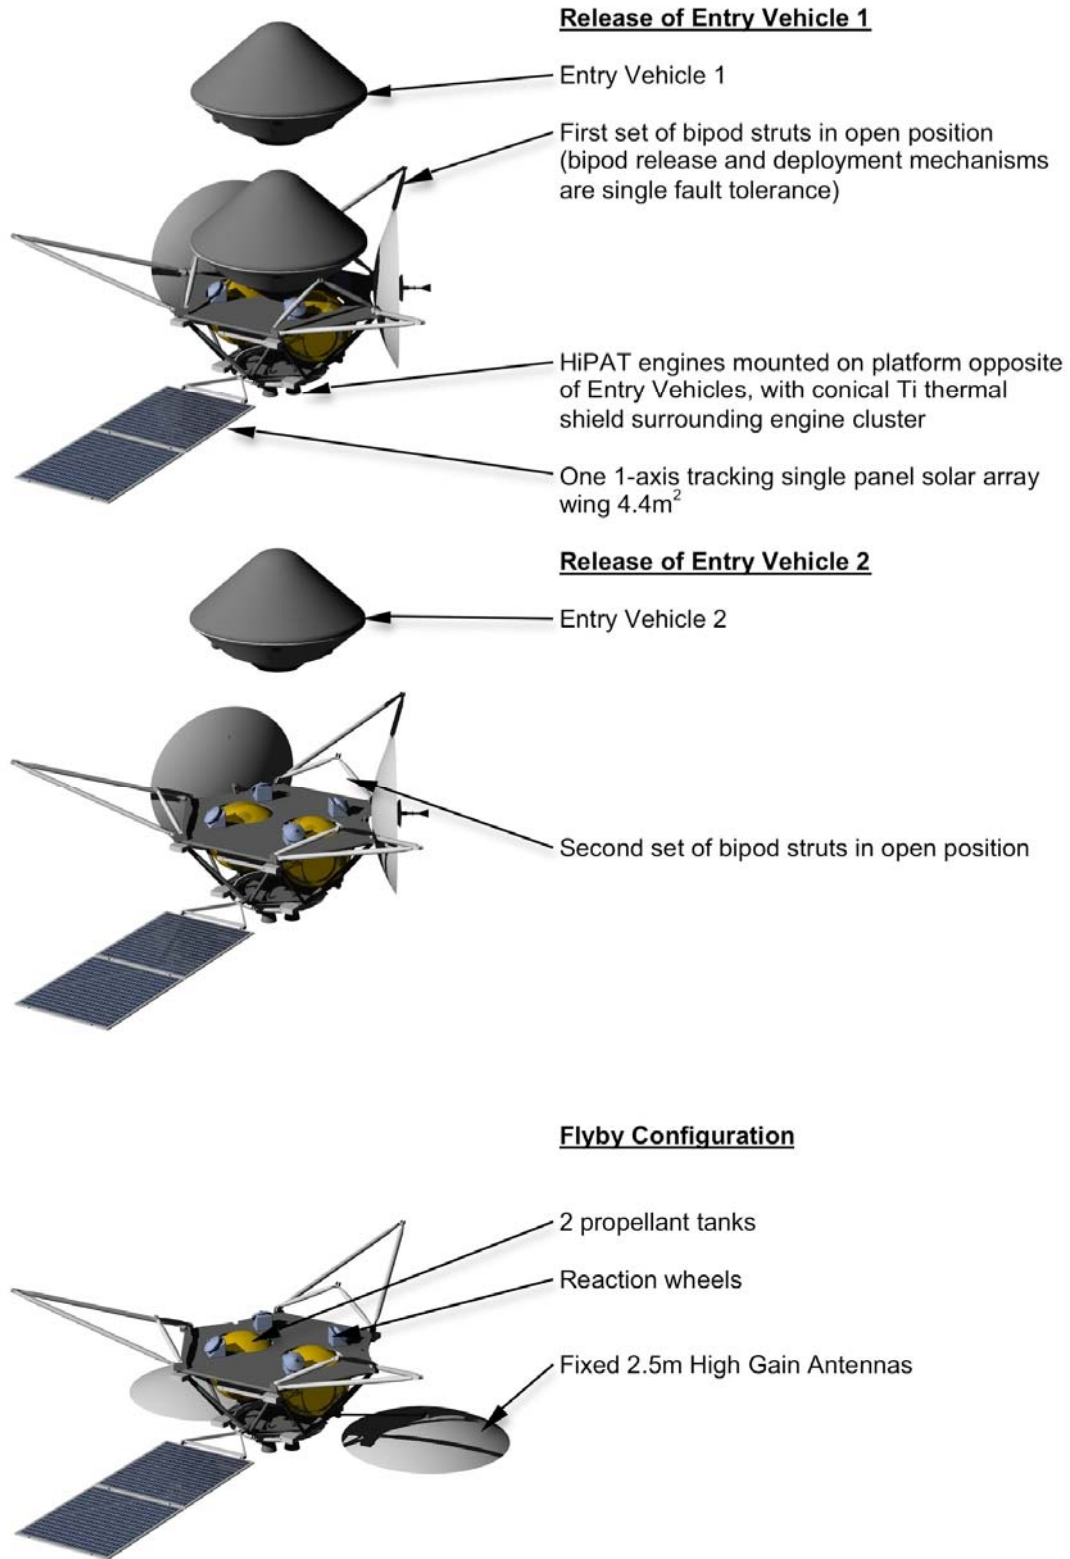 Release of Entry Vehicle 1
Entry Vehicle 1
First set of bipod struts in open position
(bipod release and deployment mechanisms
are single fault tolerance)
HiPAT engines mounted on platform opposite
of Entry Vehicles, with conical Ti thermal
shield surrounding engine cluster
One 1-axis tracking single panel solar array
wing 4.4m²
Release of Entry Vehicle 2
Entry Vehicle 2
Second set of bipod struts in open position
Flyby Configuration
2 propellant tanks
Reaction wheels
Fixed 2.5m High Gain Antennas